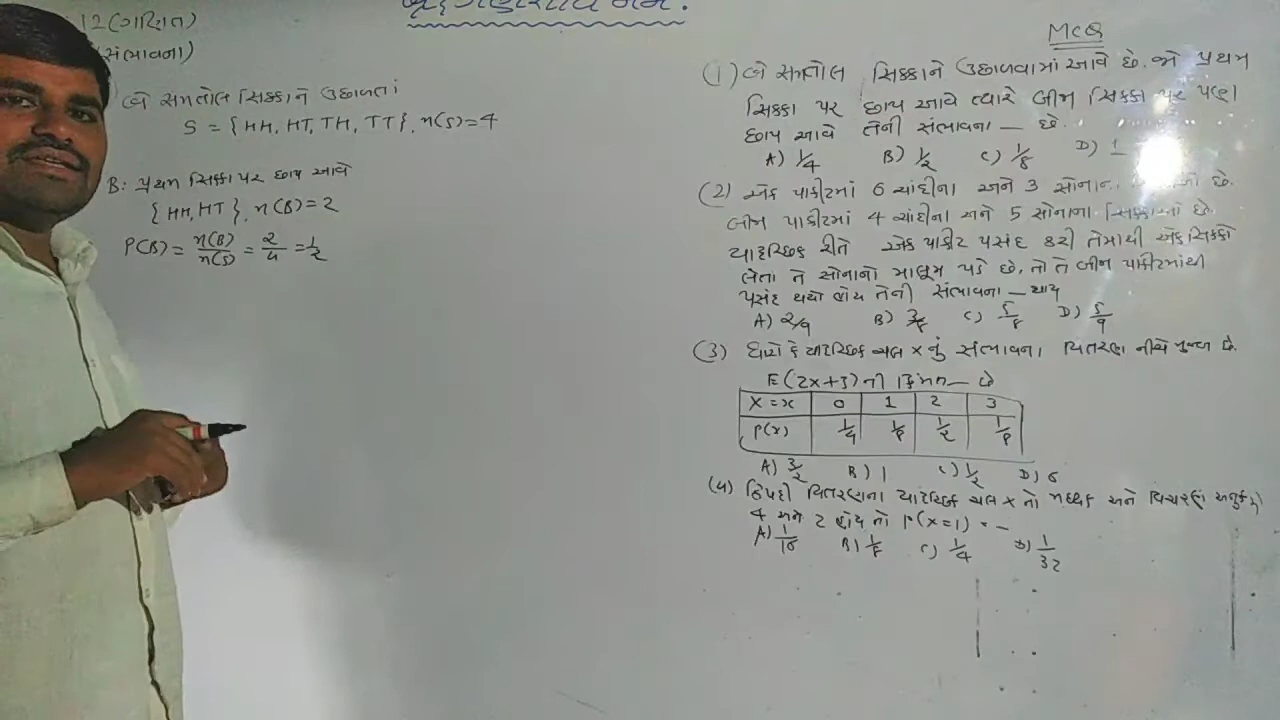 12 (ગણિત)
(સંભાવના)
બે સમતોલ સિક્કાને ઉછાળતાં
S = {HH, HT, TH, TT}, n(S) = 4
B: પ્રથમ સિક્કા પર છાપ આવે
{HH, HT}, n(B) = 2
P(B) = n(B)/n(S) = 2/4 = 1/2
MCQ
(1) બે સમતોલ સિક્કાને ઉછાળવામાં આવે છે. જો પ્રથમ
સિક્કા પર છાપ આવે ત્યારે બીજા સિક્કા પર પણ
છાપ આવે તેની સંભાવના — છે.
A) 1/4 B) 1/2 C) 1/8 D) 1
(2) એક પાકીટમાં 6 ચાંદીના અને 3 સોનાના છે.
બીજા પાકીટમાં 4 ચાંદીના અને 5 સોનાના સિક્કાઓ છે.
યાદચ્છિક રીતે એક પાકીટ પસંદ કરી તેમાથી એક સિક્કો
લેતા તે સોનાનો માલૂમ પડે છે, તો તે બીજા પાકીટમાંથી
પસંદ થયો હોય તેની સંભાવના — થાય
A) 2/9 B) 3/8 C) 5/8 D) 5/9
(3) ધારો કે યાદચ્છિક ચલ X નું સંભાવના વિતરણ નીચે મુજબ છે.
E(2x+3) ની કિંમત — છે
X = x 0 1 2 3
P(x) 1/4 1/8 1/2 1/8
A) 3/2 B) 1 C) 1/2 D) 6
(4) દ્વિપદી વિતરણના યાદચ્છિક ચલ X નો મધ્યક અને વિચરણ અનુક્રમે
4 અને 2 હોય તો P(x=1) = —
A) 1/16 B) 1/8 C) 1/4 D) 1/32